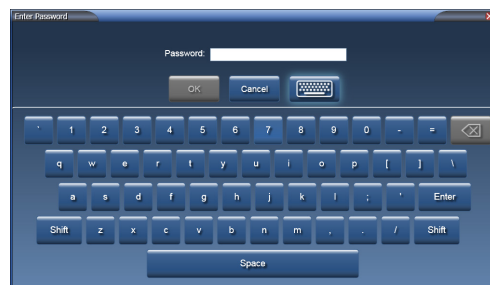 Enter Password
Password:
OK Cancel
` 1 2 3 4 5 6 7 8 9 0 - =
q w e r t y u i o p [ ] \
a s d f g h j k l ; ' Enter
Shift z x c v b n m , . / Shift
Space